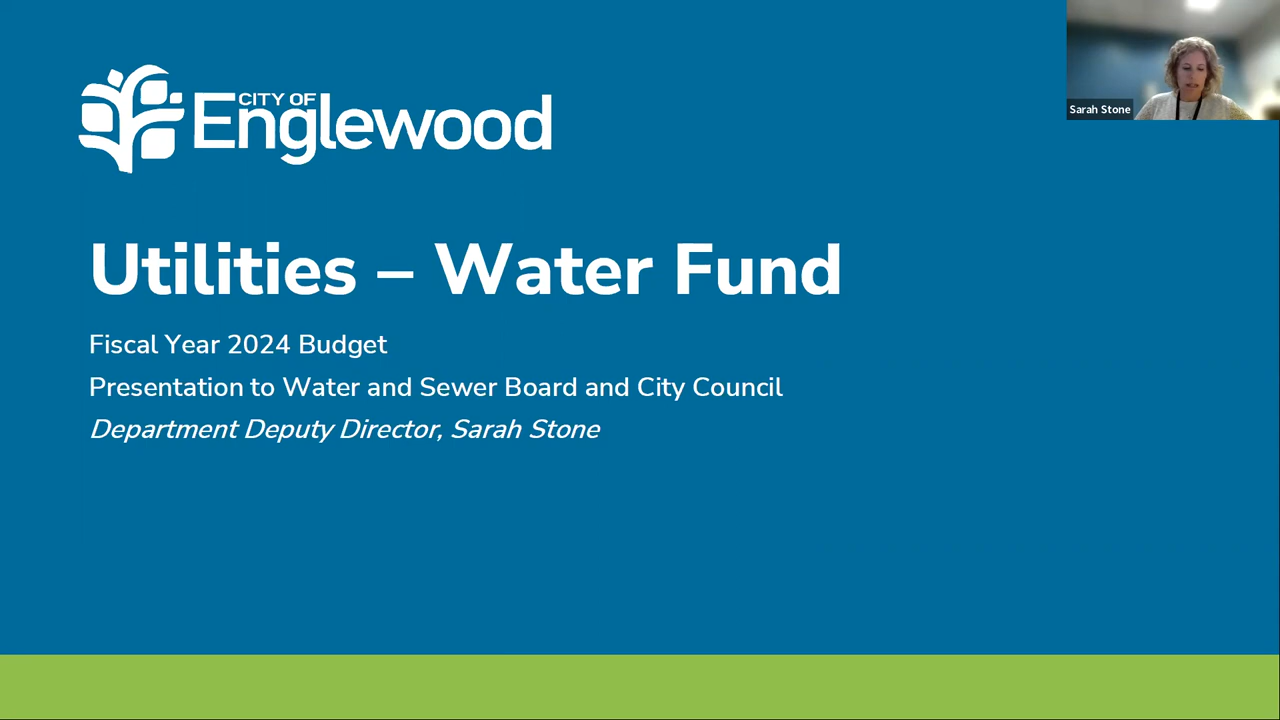 CITY OF
Englewood
Sarah Stone
Utilities – Water Fund
Fiscal Year 2024 Budget
Presentation to Water and Sewer Board and City Council
Department Deputy Director, Sarah Stone